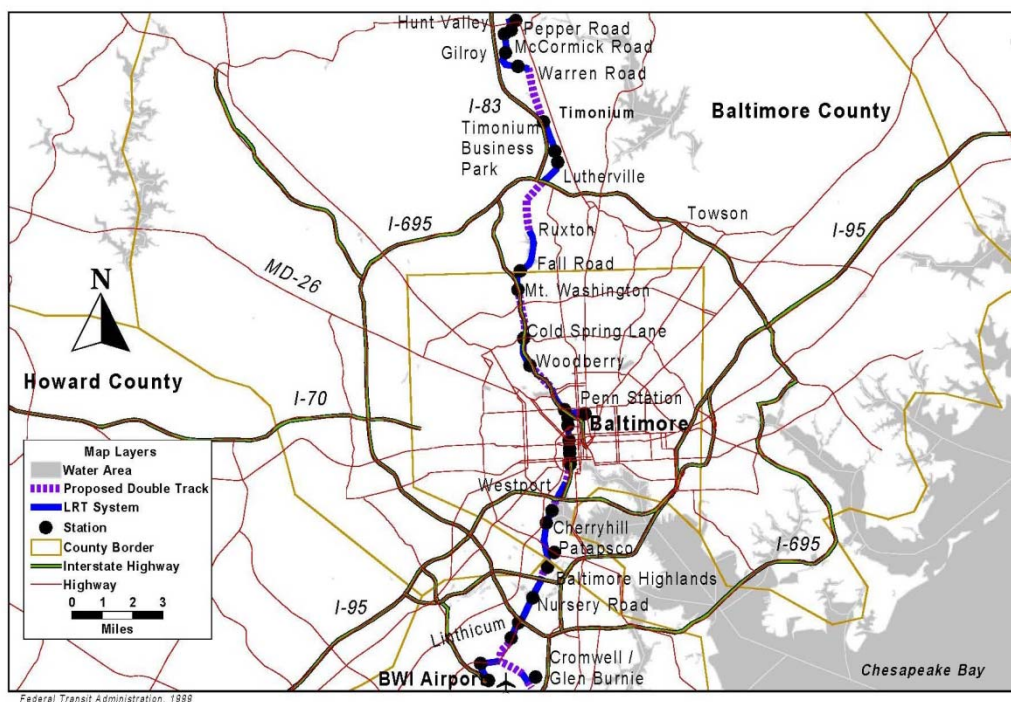 Hunt Valley
Pepper Road
McCormick Road
Gilroy
Warren Road
I-83
Timonium
Baltimore County
Timonium
Business
Park
Lutherville
Towson
I-695
Ruxton
I-95
MD-26
Fall Road
N
Mt. Washington
Cold Spring Lane
Woodberry
Howard County
I-70
Penn Station
Baltimore
Map Layers
Water Area
Proposed Double Track
LRT System
Station
County Border
Interstate Highway
Highway
0 1 2 3
Miles
Westport
Cherryhill
Patapsco
I-695
Baltimore Highlands
I-95
Nursery Road
Linthicum
Cromwell /
Glen Burnie
BWI Airport
Chesapeake Bay
Federal Transit Administration, 1999